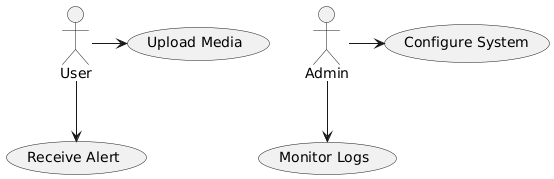 Upload Media
Configure System
User
Admin
Receive Alert
Monitor Logs